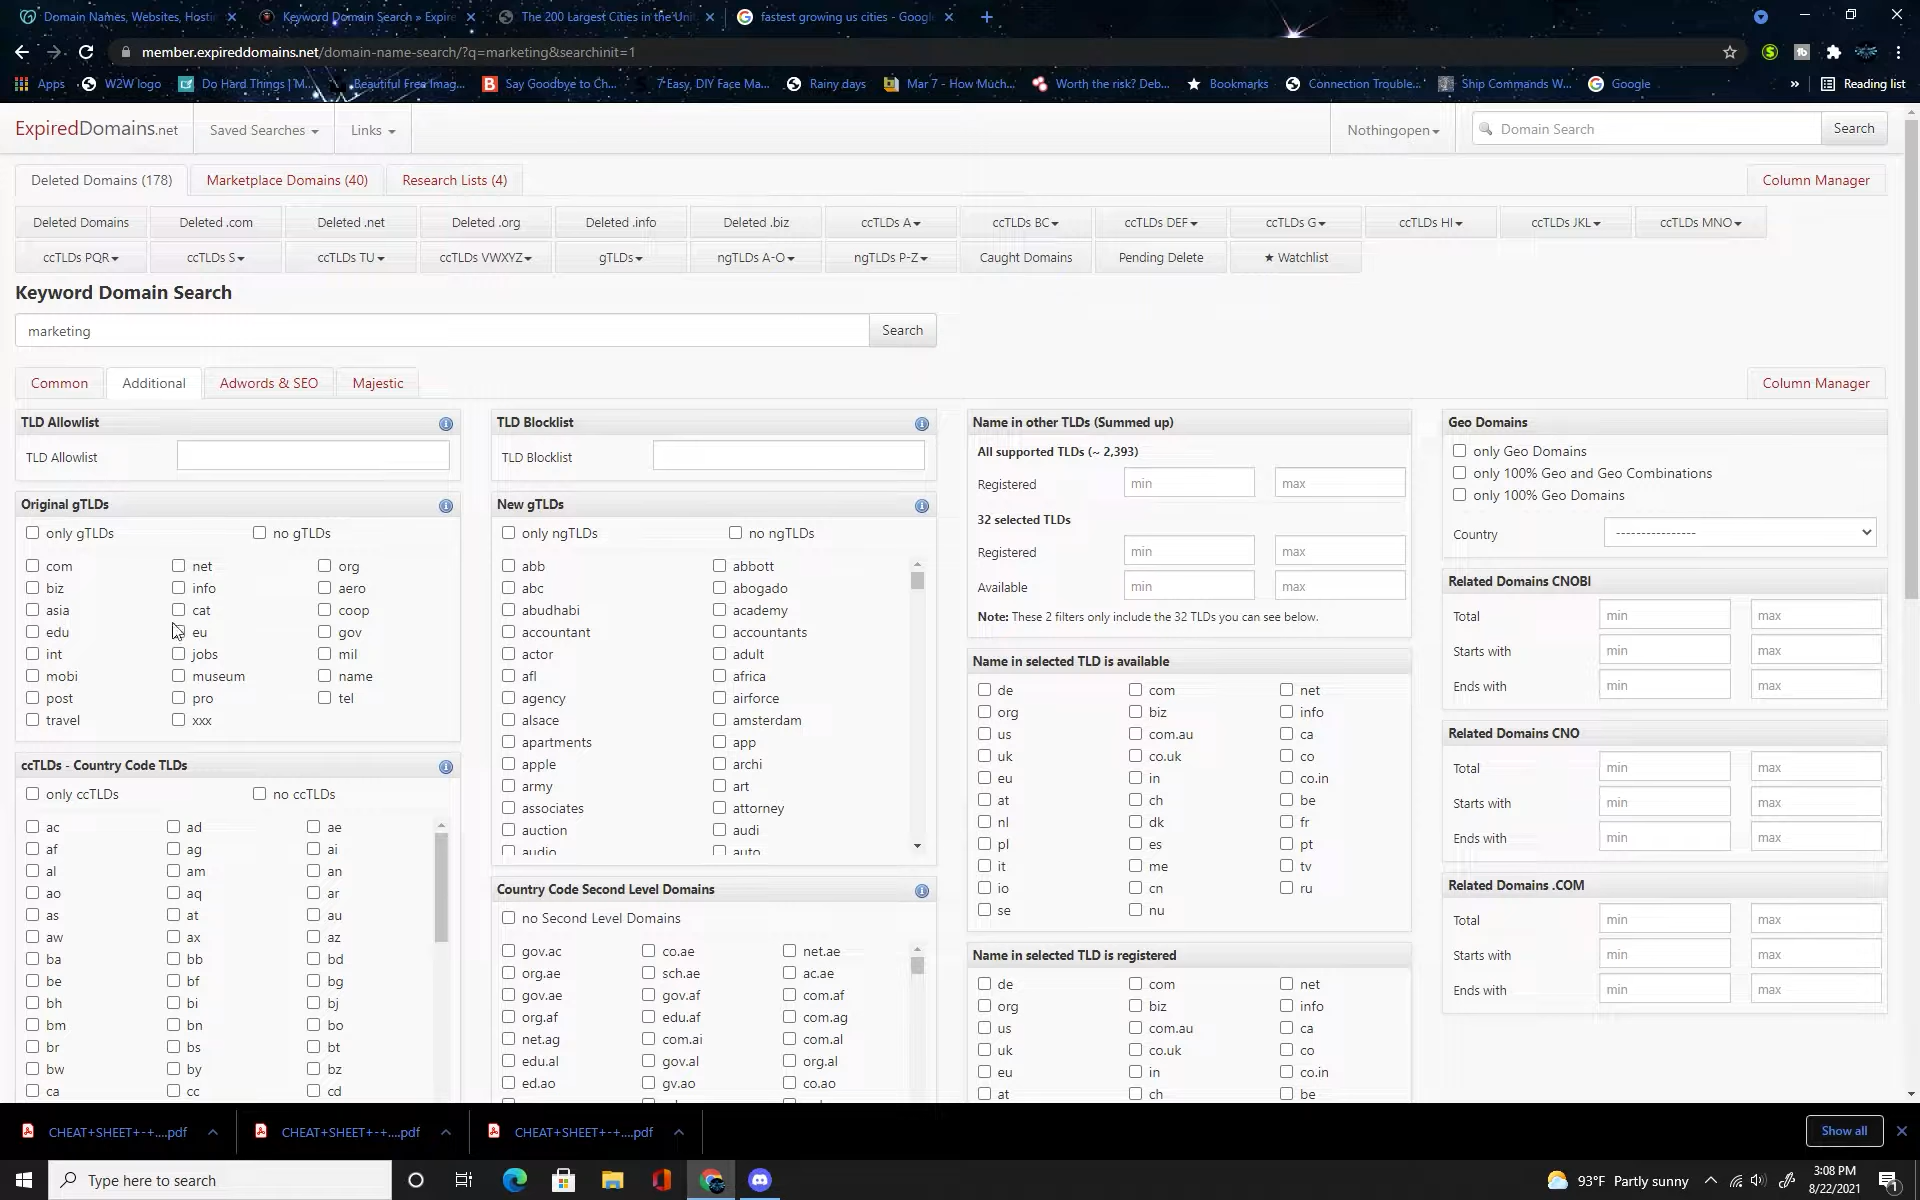 Domain Names, Websites, Hosti
Keyword Domain Search » Expire
The 200 Largest Cities in the Uni
fastest growing us cities - Googl
member.expireddomains.net/domain-name-search/?q=marketing&searchinit=1
Apps
W2W logo
Do Hard Things | M...
Beautiful Free Imag...
Say Goodbye to Ch...
7 Easy, DIY Face Ma...
Rainy days
Mar 7 - How Much...
Worth the risk? Deb...
Bookmarks
Connection Trouble...
Ship Commands W...
Google
»
Reading list
ExpiredDomains.net
Saved Searches
Links
Nothingopen
Domain Search
Search
Deleted Domains (178)
Marketplace Domains (40)
Research Lists (4)
Column Manager
Deleted Domains
Deleted .com
Deleted .net
Deleted .org
Deleted .info
Deleted .biz
ccTLDs A
ccTLDs BC
ccTLDs DEF
ccTLDs G
ccTLDs HI
ccTLDs JKL
ccTLDs MNO
ccTLDs PQR
ccTLDs S
ccTLDs TU
ccTLDs VWXYZ
gTLDs
ngTLDs A-O
ngTLDs P-Z
Caught Domains
Pending Delete
★ Watchlist
Keyword Domain Search
marketing
Search
Common
Additional
Adwords & SEO
Majestic
Column Manager
TLD Allowlist
TLD Allowlist
Original gTLDs
only gTLDs
no gTLDs
com net org
biz info aero
asia cat coop
edu eu gov
int jobs mil
mobi museum name
post pro tel
travel xxx
ccTLDs - Country Code TLDs
only ccTLDs
no ccTLDs
ac ad ae
af ag ai
al am an
ao aq ar
as at au
aw ax az
ba bb bd
be bf bg
bh bi bj
bm bn bo
br bs bt
bw by bz
ca cc cd
TLD Blocklist
TLD Blocklist
New gTLDs
only ngTLDs
no ngTLDs
abb abbott
abc abogado
abudhabi academy
accountant accountants
actor adult
afl africa
agency airforce
alsace amsterdam
apartments app
apple archi
army art
associates attorney
auction audi
audio auto
Country Code Second Level Domains
no Second Level Domains
gov.ac co.ae net.ae
org.ae sch.ae ac.ae
gov.ae gov.af com.af
org.af edu.af com.ag
net.ag com.ai com.al
edu.al gov.al org.al
ed.ao gv.ao co.ao
Name in other TLDs (Summed up)
All supported TLDs (~ 2,393)
Registered min max
32 selected TLDs
Registered min max
Available min max
Note: These 2 filters only include the 32 TLDs you can see below.
Name in selected TLD is available
de com net
org biz info
us com.au ca
uk co.uk co
eu in co.in
at ch be
nl dk fr
pl es pt
it me tv
io cn ru
se nu
Name in selected TLD is registered
de com net
org biz info
us com.au ca
uk co.uk co
eu in co.in
at ch be
Geo Domains
only Geo Domains
only 100% Geo and Geo Combinations
only 100% Geo Domains
Country ----------------
Related Domains CNOBI
Total min max
Starts with min max
Ends with min max
Related Domains CNO
Total min max
Starts with min max
Ends with min max
Related Domains .COM
Total min max
Starts with min max
Ends with min max
CHEAT+SHEET+-+....pdf
CHEAT+SHEET+-+....pdf
CHEAT+SHEET+-+....pdf
Show all
Type here to search
93°F Partly sunny
3:08 PM
8/22/2021
1